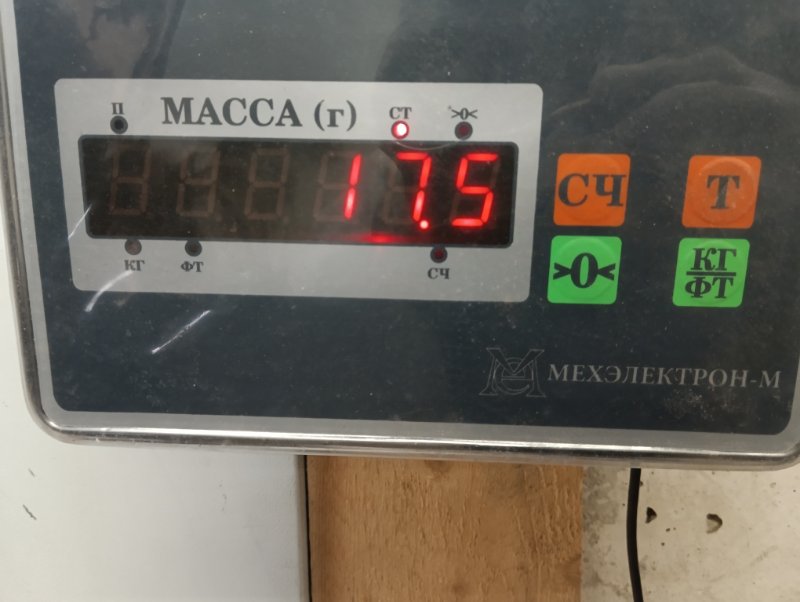 П МАССА (г) СТ >0<
17.5
КГ ФТ СЧ
СЧ Т
>0< КГ/ФТ
МЕХЭЛЕКТРОН-М